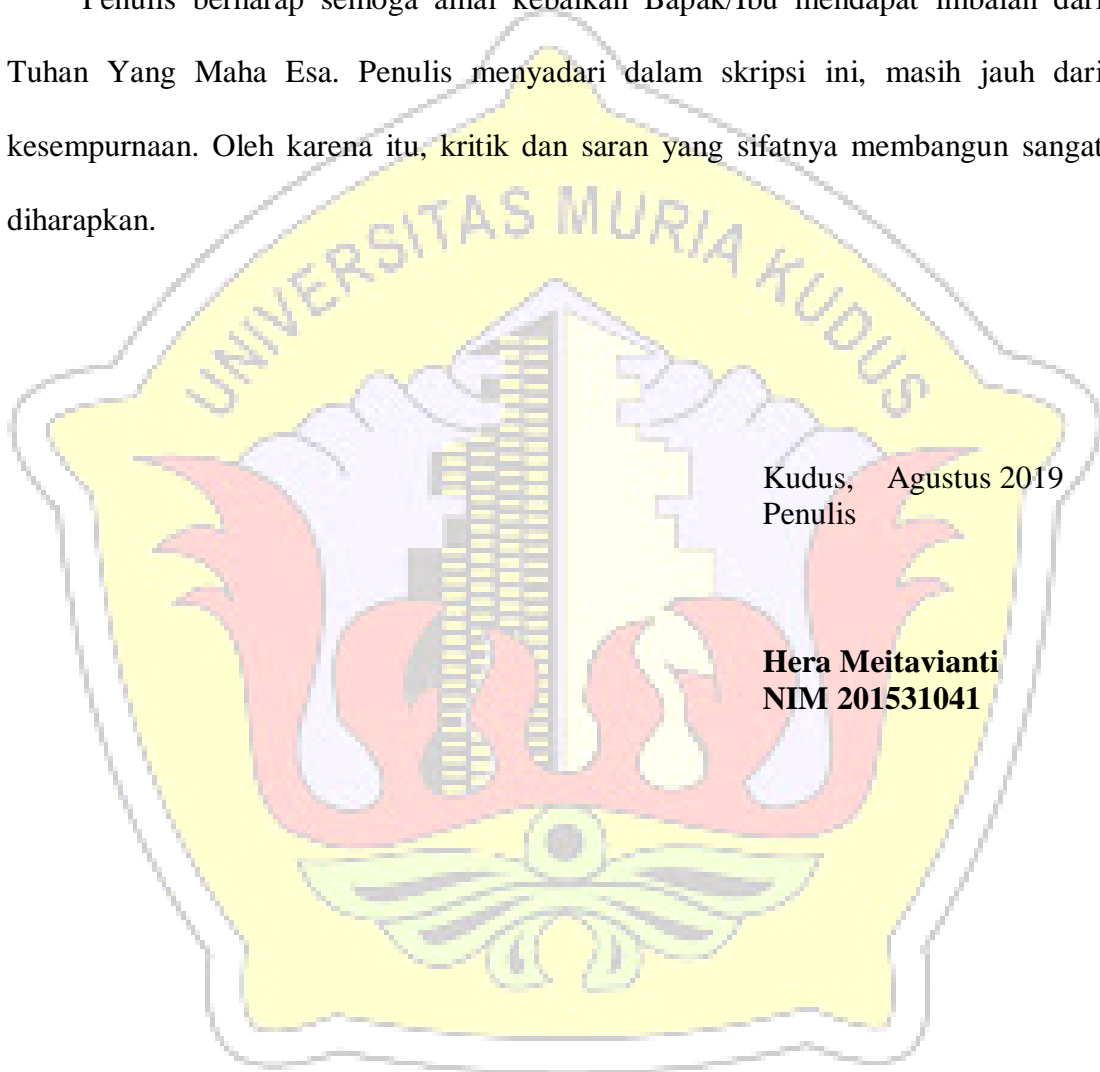 Penulis berharap semoga amal kebaikan Bapak/Ibu mendapat imbalan dari
Tuhan Yang Maha Esa. Penulis menyadari dalam skripsi ini, masih jauh dari
kesempurnaan. Oleh karena itu, kritik dan saran yang sifatnya membangun sangat
diharapkan.
UNIVERSITAS MURIA KUDUS
Kudus, Agustus 2019
Penulis
Hera Meitavianti
NIM 201531041